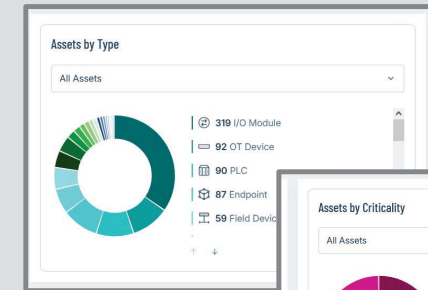 Assets by Type
All Assets
319 I/O Module
92 OT Device
90 PLC
87 Endpoint
59 Field Devic
Assets by Criticality
All Assets